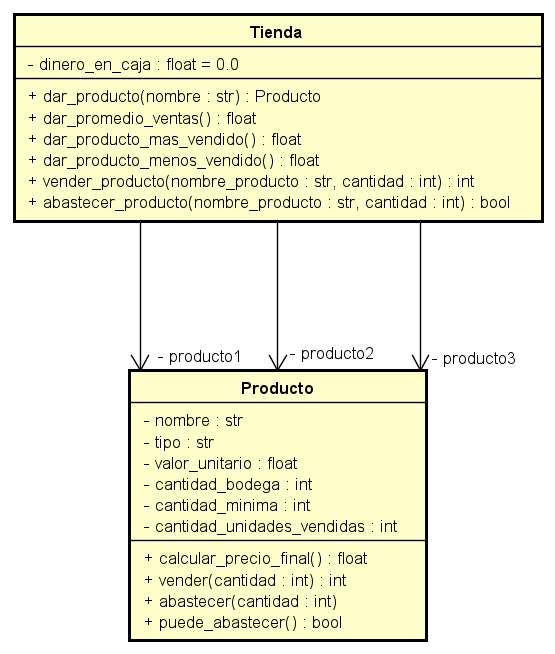 Tienda
- dinero_en_caja : float = 0.0
+ dar_producto(nombre : str) : Producto
+ dar_promedio_ventas() : float
+ dar_producto_mas_vendido() : float
+ dar_producto_menos_vendido() : float
+ vender_producto(nombre_producto : str, cantidad : int) : int
+ abastecer_producto(nombre_producto : str, cantidad : int) : bool
- producto1
- producto2
- producto3
Producto
- nombre : str
- tipo : str
- valor_unitario : float
- cantidad_bodega : int
- cantidad_minima : int
- cantidad_unidades_vendidas : int
+ calcular_precio_final() : float
+ vender(cantidad : int) : int
+ abastecer(cantidad : int)
+ puede_abastecer() : bool